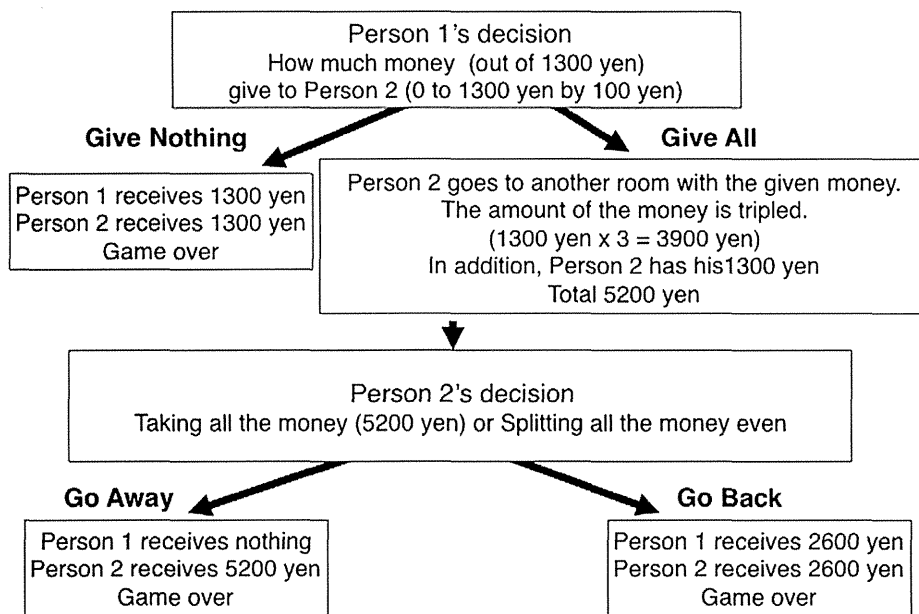 Person 1's decision
How much money (out of 1300 yen)
give to Person 2 (0 to 1300 yen by 100 yen)
Give Nothing
Give All
Person 1 receives 1300 yen
Person 2 receives 1300 yen
Game over
Person 2 goes to another room with the given money.
The amount of the money is tripled.
(1300 yen x 3 = 3900 yen)
In addition, Person 2 has his1300 yen
Total 5200 yen
Person 2's decision
Taking all the money (5200 yen) or Splitting all the money even
Go Away
Go Back
Person 1 receives nothing
Person 2 receives 5200 yen
Game over
Person 1 receives 2600 yen
Person 2 receives 2600 yen
Game over